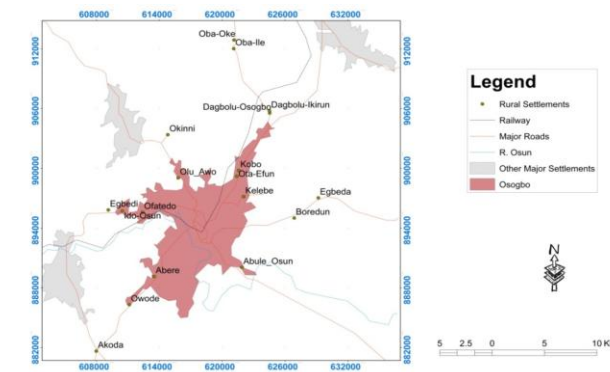 608000 614000 620000 626000 632000
912000 912000
Oba-Oke
Oba-Ile
906000 906000
Dagbolu-Osogbo Dagbolu-Ikirun
Okinni
900000 900000
Kobo
Olu_Awo Ota-Efun
Kelebe Egbeda
Egbedi Ofatedo
Ido-Osun Boredun
894000 894000
Abule_Osun
Abere
888000 888000
Owode
Akoda
882000 882000
608000 614000 620000 626000 632000
Legend
Rural Settlements
Railway
Major Roads
R. Osun
Other Major Settlements
Osogbo
N
5 2.5 0 5 10 K